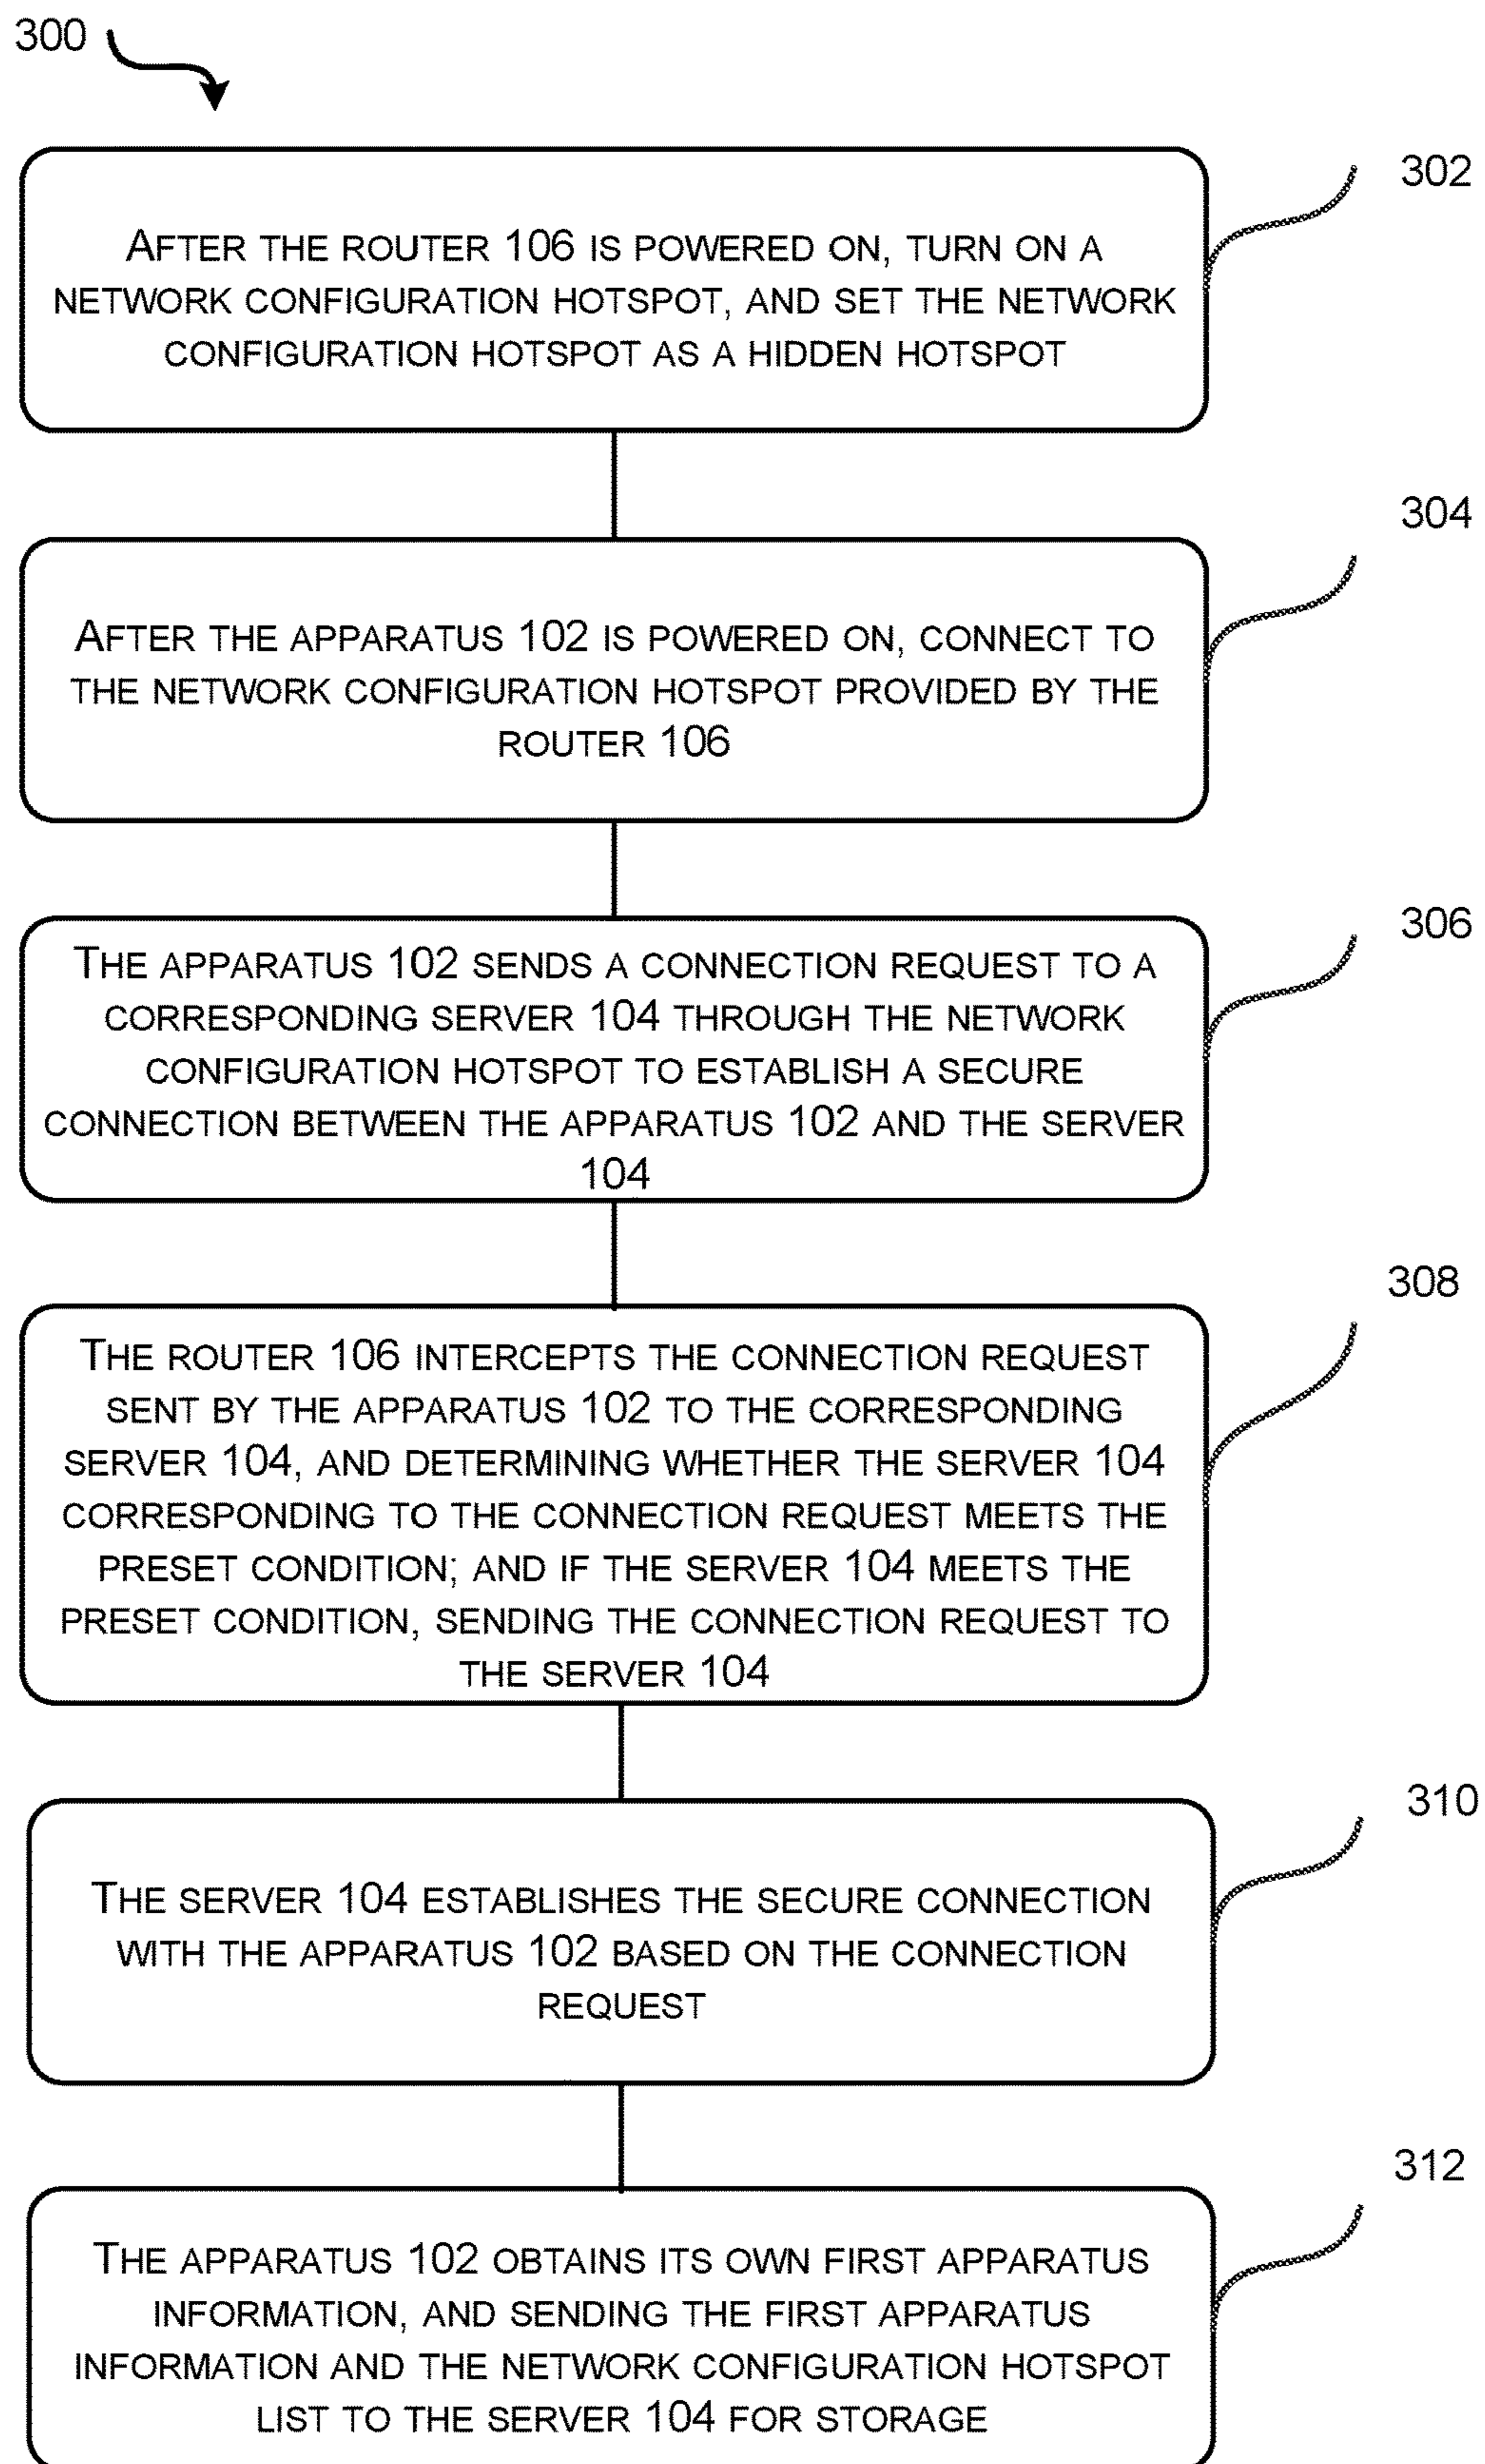 300
302
AFTER THE ROUTER 106 IS POWERED ON, TURN ON A
NETWORK CONFIGURATION HOTSPOT, AND SET THE NETWORK
CONFIGURATION HOTSPOT AS A HIDDEN HOTSPOT
304
AFTER THE APPARATUS 102 IS POWERED ON, CONNECT TO
THE NETWORK CONFIGURATION HOTSPOT PROVIDED BY THE
ROUTER 106
306
THE APPARATUS 102 SENDS A CONNECTION REQUEST TO A
CORRESPONDING SERVER 104 THROUGH THE NETWORK
CONFIGURATION HOTSPOT TO ESTABLISH A SECURE
CONNECTION BETWEEN THE APPARATUS 102 AND THE SERVER
104
308
THE ROUTER 106 INTERCEPTS THE CONNECTION REQUEST
SENT BY THE APPARATUS 102 TO THE CORRESPONDING
SERVER 104, AND DETERMINING WHETHER THE SERVER 104
CORRESPONDING TO THE CONNECTION REQUEST MEETS THE
PRESET CONDITION; AND IF THE SERVER 104 MEETS THE
PRESET CONDITION, SENDING THE CONNECTION REQUEST TO
THE SERVER 104
310
THE SERVER 104 ESTABLISHES THE SECURE CONNECTION
WITH THE APPARATUS 102 BASED ON THE CONNECTION
REQUEST
312
THE APPARATUS 102 OBTAINS ITS OWN FIRST APPARATUS
INFORMATION, AND SENDING THE FIRST APPARATUS
INFORMATION AND THE NETWORK CONFIGURATION HOTSPOT
LIST TO THE SERVER 104 FOR STORAGE